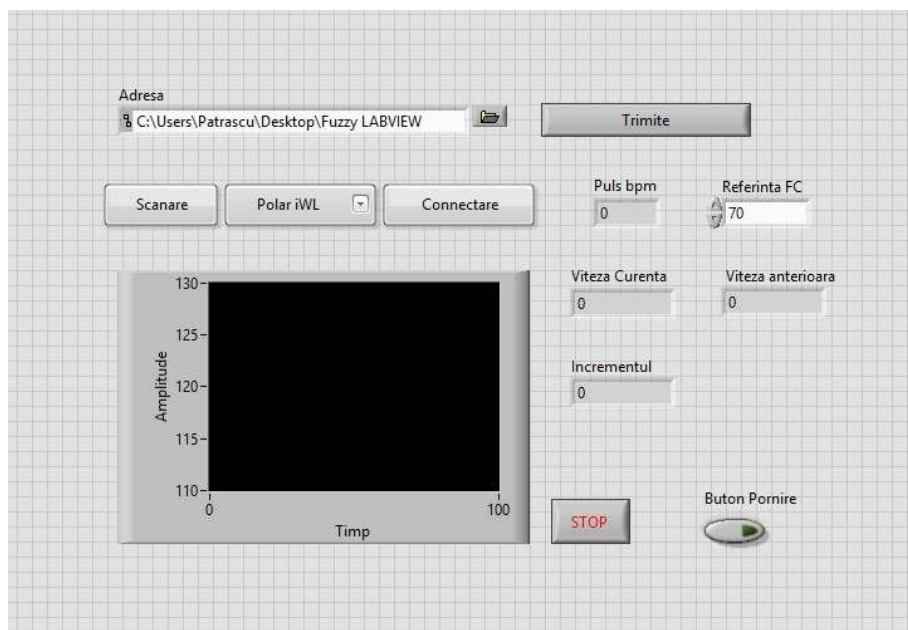 Adresa
C:\Users\Patrascu\Desktop\Fuzzy LABVIEW
Trimite
Scanare
Polar iWL
Connectare
Puls bpm
0
Referinta FC
70
Viteza Curenta
0
Viteza anterioara
0
Incrementul
0
130
125
120
115
110
Amplitude
0
100
Timp
STOP
Buton Pornire